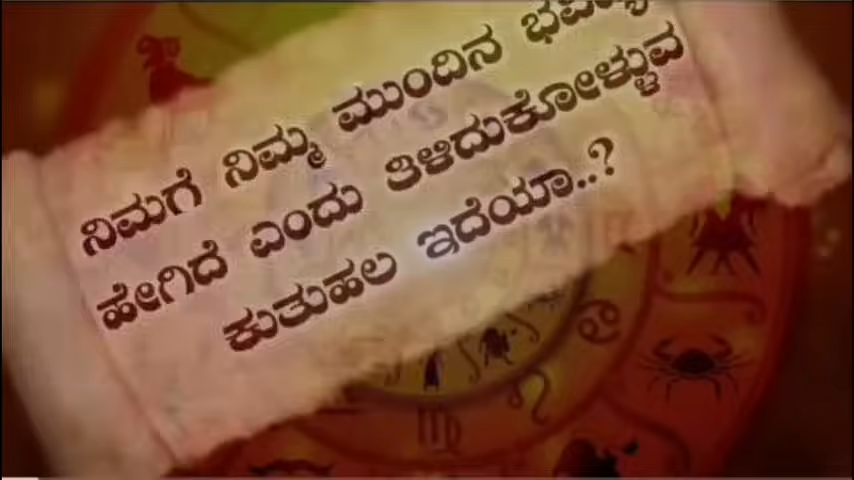 ನಿಮಗೆ ನಿಮ್ಮ ಮುಂದಿನ
ಹೇಗಿದೆ ಎಂದು ತಿಳಿದುಕೋಳ್ಳುವ
ಕುತುಹಲ ಇದೆಯಾ..?